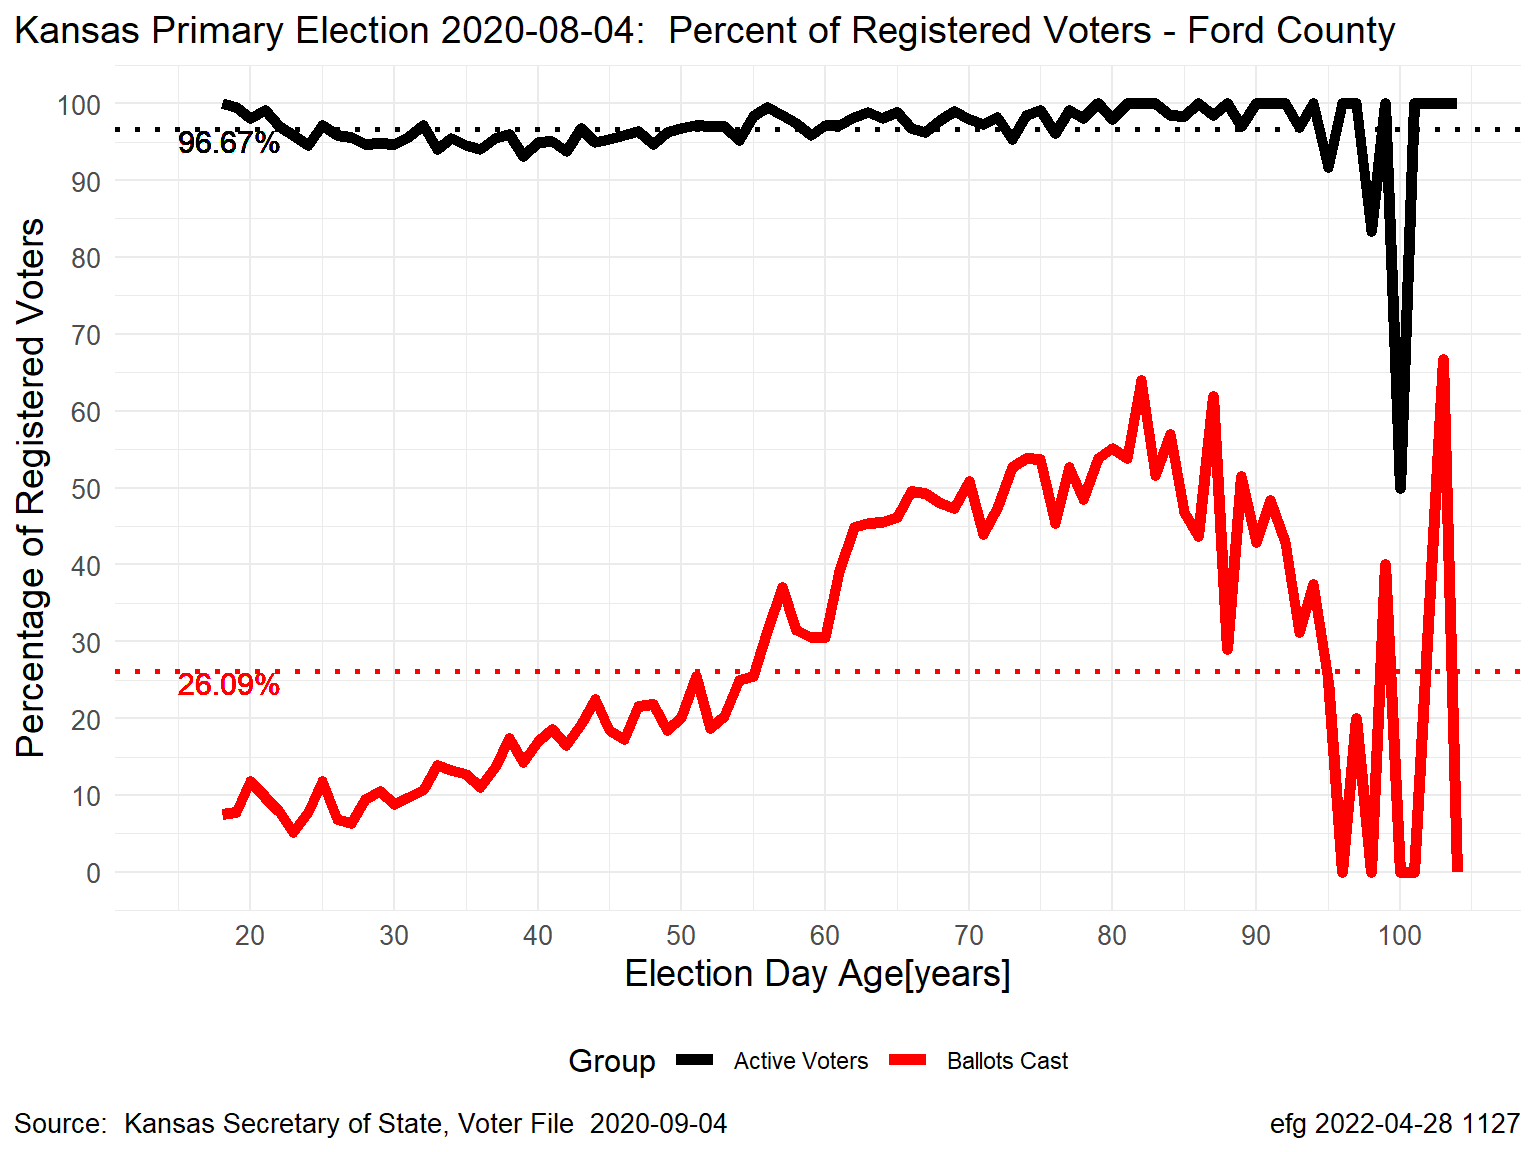 Kansas Primary Election 2020-08-04:  Percent of Registered Voters - Ford County
Percentage of Registered Voters
100
90
80
70
60
50
40
30
20
10
0
96.67%
26.09%
20 30 40 50 60 70 80 90 100
Election Day Age[years]
Group Active Voters Ballots Cast
Source:  Kansas Secretary of State, Voter File  2020-09-04
efg 2022-04-28 1127